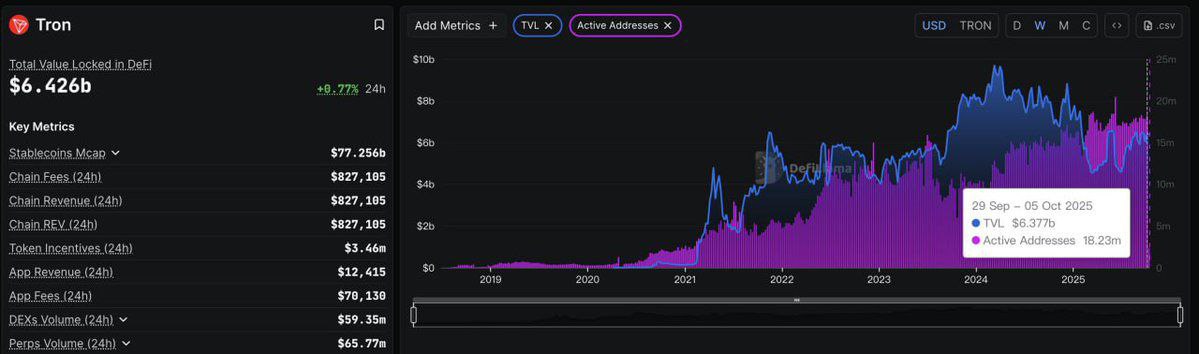 Tron
Total Value Locked in DeFi
$6.426b
+0.77% 24h
Key Metrics
Stablecoins Mcap $77.256b
Chain Fees (24h) $827,105
Chain Revenue (24h) $827,105
Chain REV (24h) $827,105
Token Incentives (24h) $3.46m
App Revenue (24h) $12,415
App Fees (24h) $70,130
DEXs Volume (24h) $59.35m
Perps Volume (24h) $65.77m
Add Metrics + TVL × Active Addresses × USD TRON D W M C <> .csv
$10b 25m
$8b 20m
$6b 15m
$4b 10m
$2b 5m
$0 0
DefiLlama
29 Sep – 05 Oct 2025
TVL $6.377b
Active Addresses 18.23m
2019 2020 2021 2022 2023 2024 2025